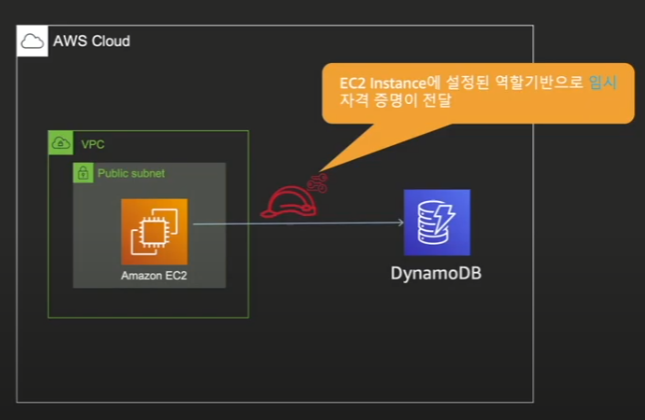 AWS Cloud
EC2 Instance에 설정된 역할기반으로 임시
자격 증명이 전달
VPC
Public subnet
Amazon EC2
DynamoDB